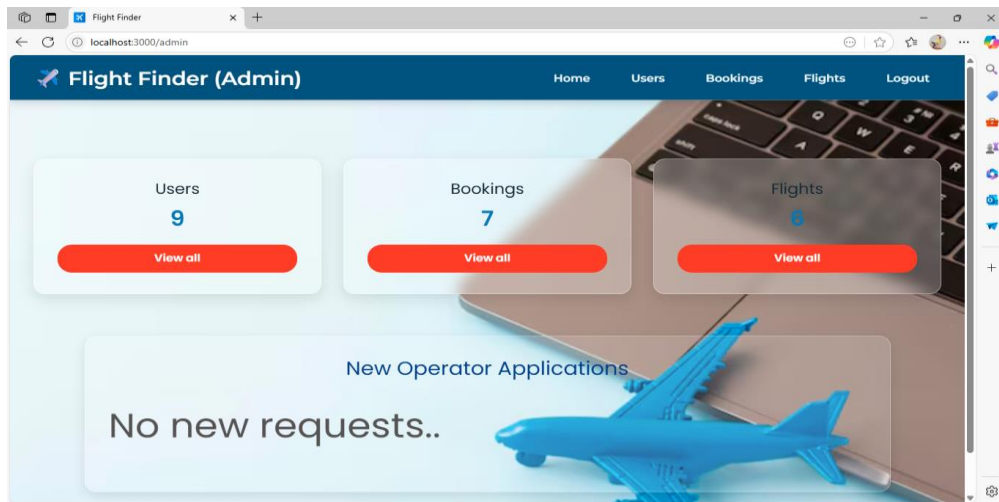 Flight Finder
localhost:3000/admin
Flight Finder (Admin)
Home Users Bookings Flights Logout
Users
9
View all
Bookings
7
View all
Flights
6
View all
New Operator Applications
No new requests..